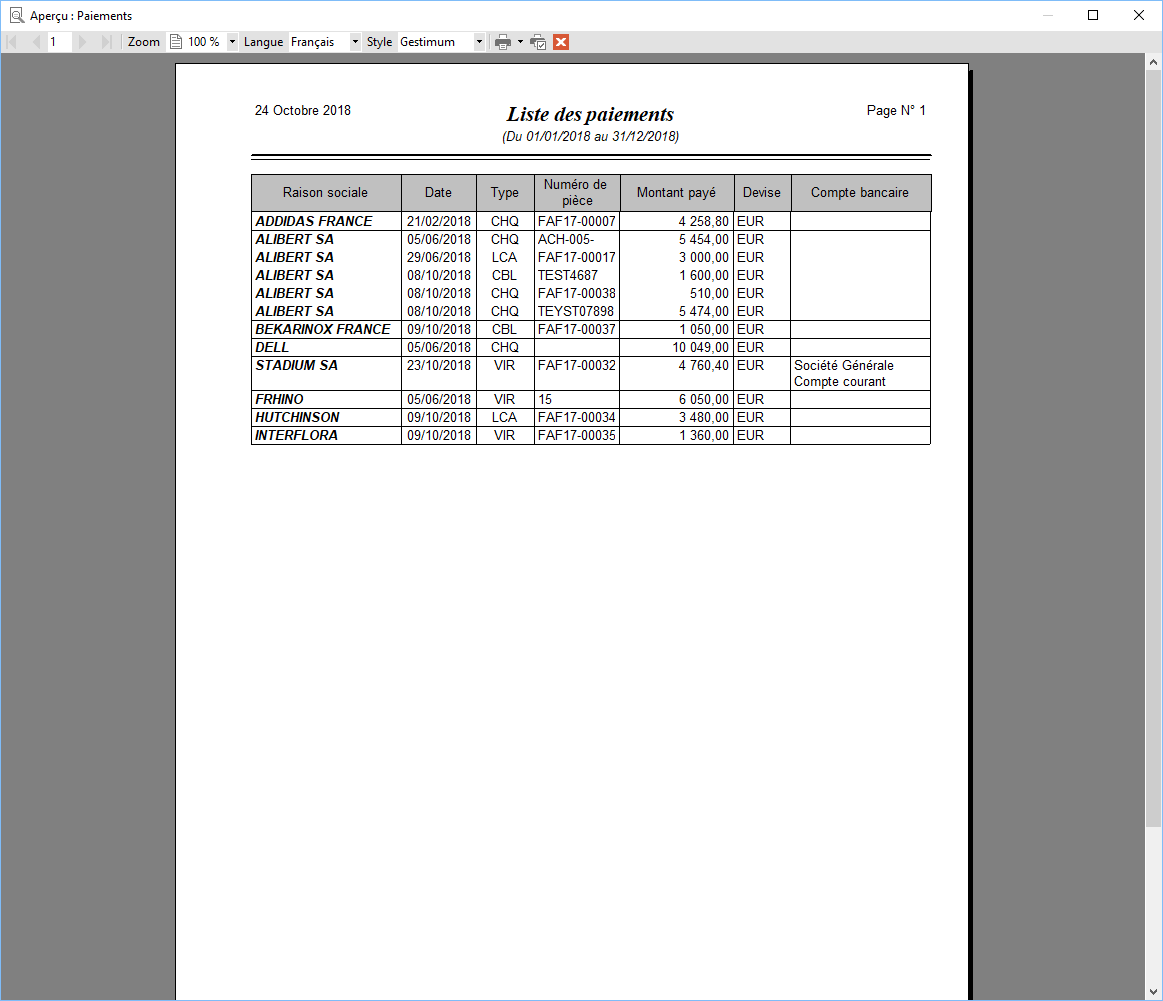 Aperçu : Paiements
1 Zoom 100 % Langue Français Style Gestimum
24 Octobre 2018 Liste des paiements Page N° 1
(Du 01/01/2018 au 31/12/2018)
Raison sociale Date Type Numéro de pièce Montant payé Devise Compte bancaire
ADDIDAS FRANCE 21/02/2018 CHQ FAF17-00007 4 258,80 EUR
ALIBERT SA 05/06/2018 CHQ ACH-005- 5 454,00 EUR
ALIBERT SA 29/06/2018 LCA FAF17-00017 3 000,00 EUR
ALIBERT SA 08/10/2018 CBL TEST4687 1 600,00 EUR
ALIBERT SA 08/10/2018 CHQ FAF17-00038 510,00 EUR
ALIBERT SA 08/10/2018 CHQ TEYST07898 5 474,00 EUR
BEKARINOX FRANCE 09/10/2018 CBL FAF17-00037 1 050,00 EUR
DELL 05/06/2018 CHQ 10 049,00 EUR
STADIUM SA 23/10/2018 VIR FAF17-00032 4 760,40 EUR Société Générale
Compte courant
FRHINO 05/06/2018 VIR 15 6 050,00 EUR
HUTCHINSON 09/10/2018 LCA FAF17-00034 3 480,00 EUR
INTERFLORA 09/10/2018 VIR FAF17-00035 1 360,00 EUR